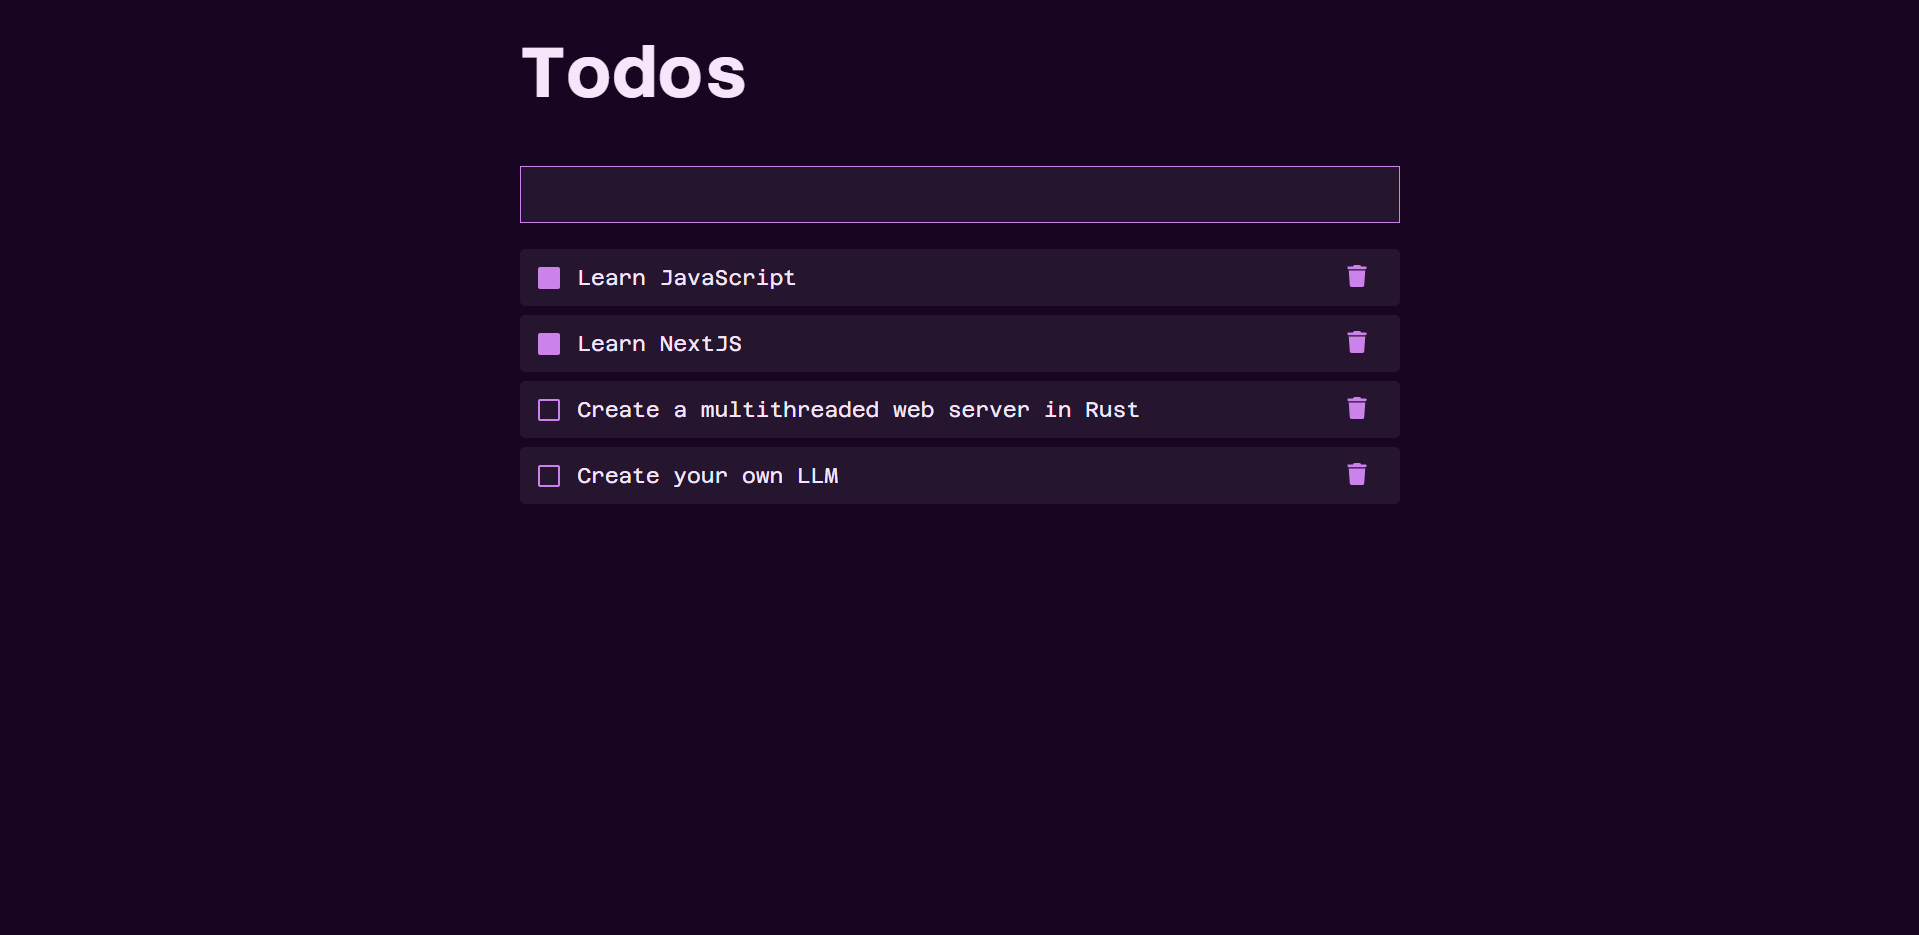 Todos
Learn JavaScript
Learn NextJS
Create a multithreaded web server in Rust
Create your own LLM